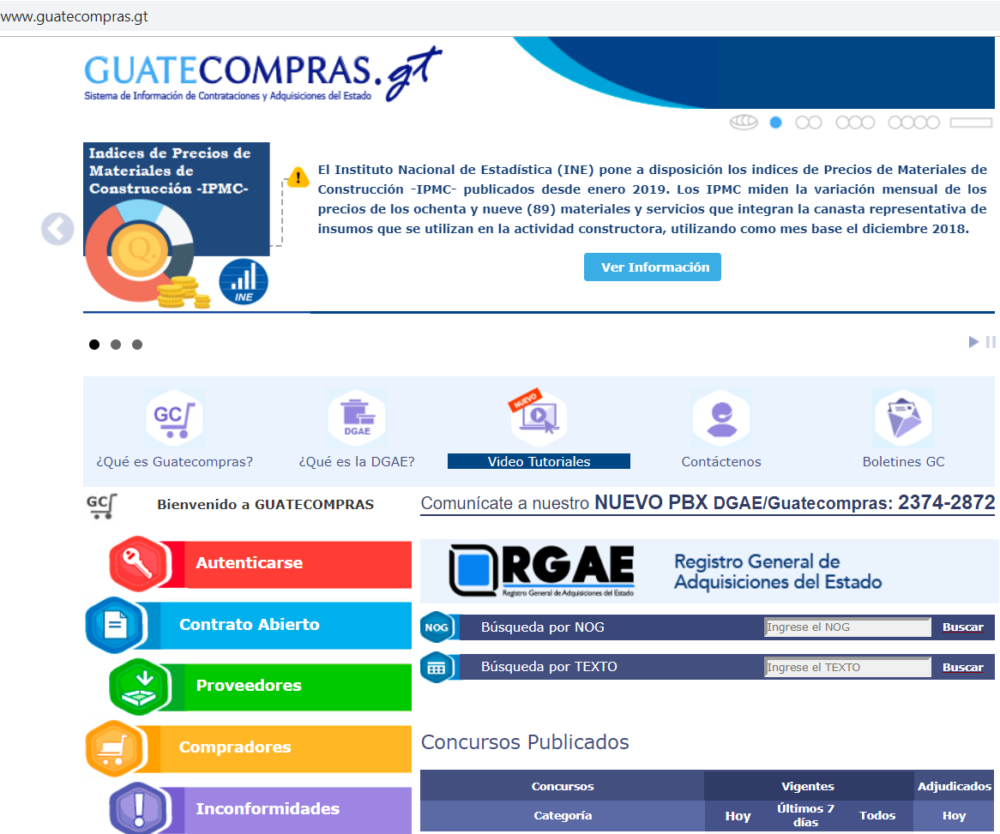 www.guatecompras.gt
GUATECOMPRAS.gt
Sistema de Información de Contrataciones y Adquisiciones del Estado
Indices de Precios de
Materiales de
Construcción -IPMC-
Q.
INE
!
El Instituto Nacional de Estadística (INE) pone a disposición los indices de Precios de Materiales de
Construcción -IPMC- publicados desde enero 2019. Los IPMC miden la variación mensual de los
precios de los ochenta y nueve (89) materiales y servicios que integran la canasta representativa de
insumos que se utilizan en la actividad constructora, utilizando como mes base el diciembre 2018.
Ver Información
GC
¿Qué es Guatecompras?
DGAE
¿Qué es la DGAE?
NUEVO
Video Tutoriales
Contáctenos
Boletines GC
GC
Bienvenido a GUATECOMPRAS
Autenticarse
Contrato Abierto
Proveedores
Compradores
Inconformidades
Comunícate a nuestro NUEVO PBX DGAE/Guatecompras: 2374-2872
RGAE
Registro General de Adquisiciones del Estado
Registro General de
Adquisiciones del Estado
NOG Búsqueda por NOG Ingrese el NOG Buscar
Búsqueda por TEXTO Ingrese el TEXTO Buscar
Concursos Publicados
Concursos Vigentes Adjudicados
Categoría Hoy Últimos 7 días Todos Hoy